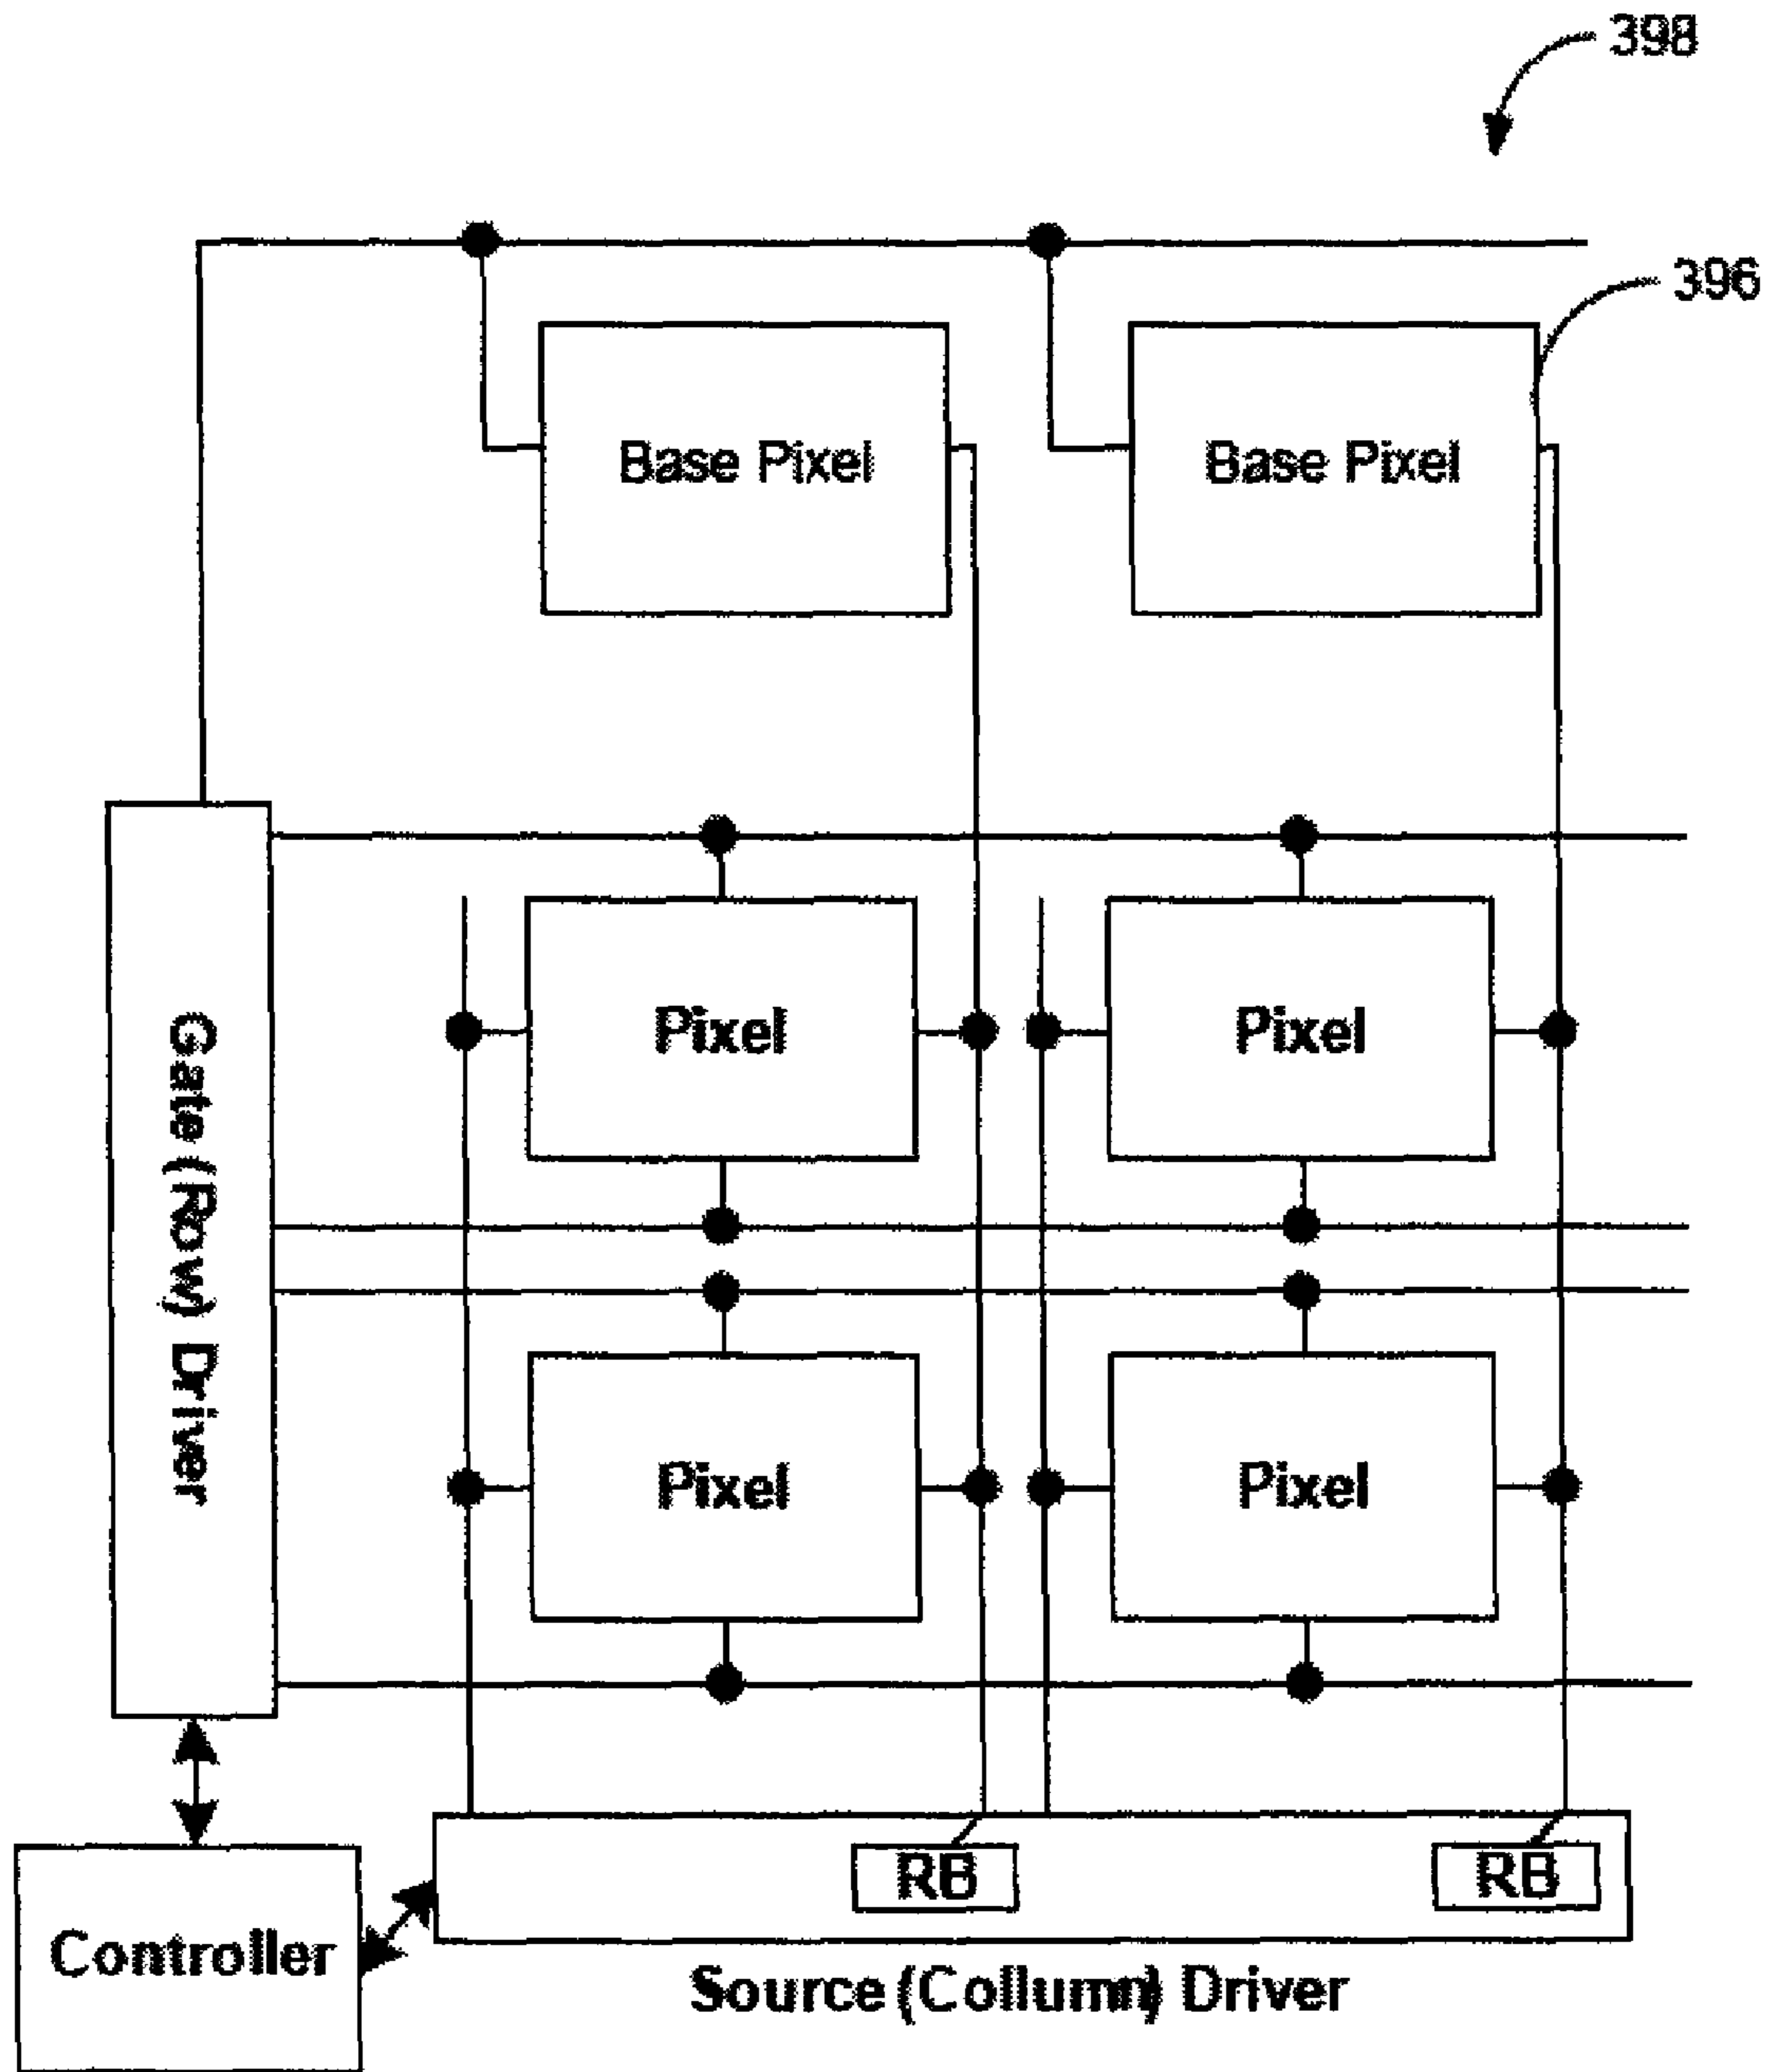 398
396
Base Pixel
Base Pixel
Pixel
Pixel
Gate (Row) Driver
Pixel
Pixel
RB
RB
Controller
Source (Collumn) Driver